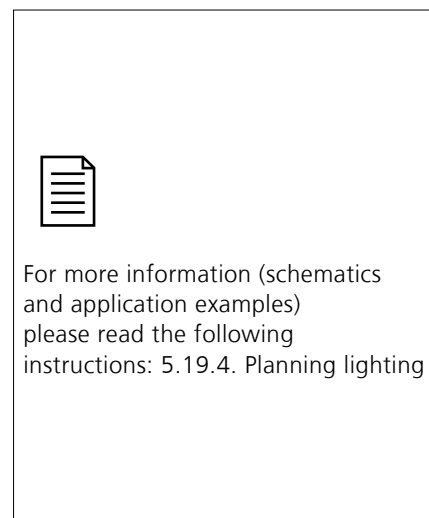 For more information (schematics
and application examples)
please read the following
instructions: 5.19.4. Planning lighting